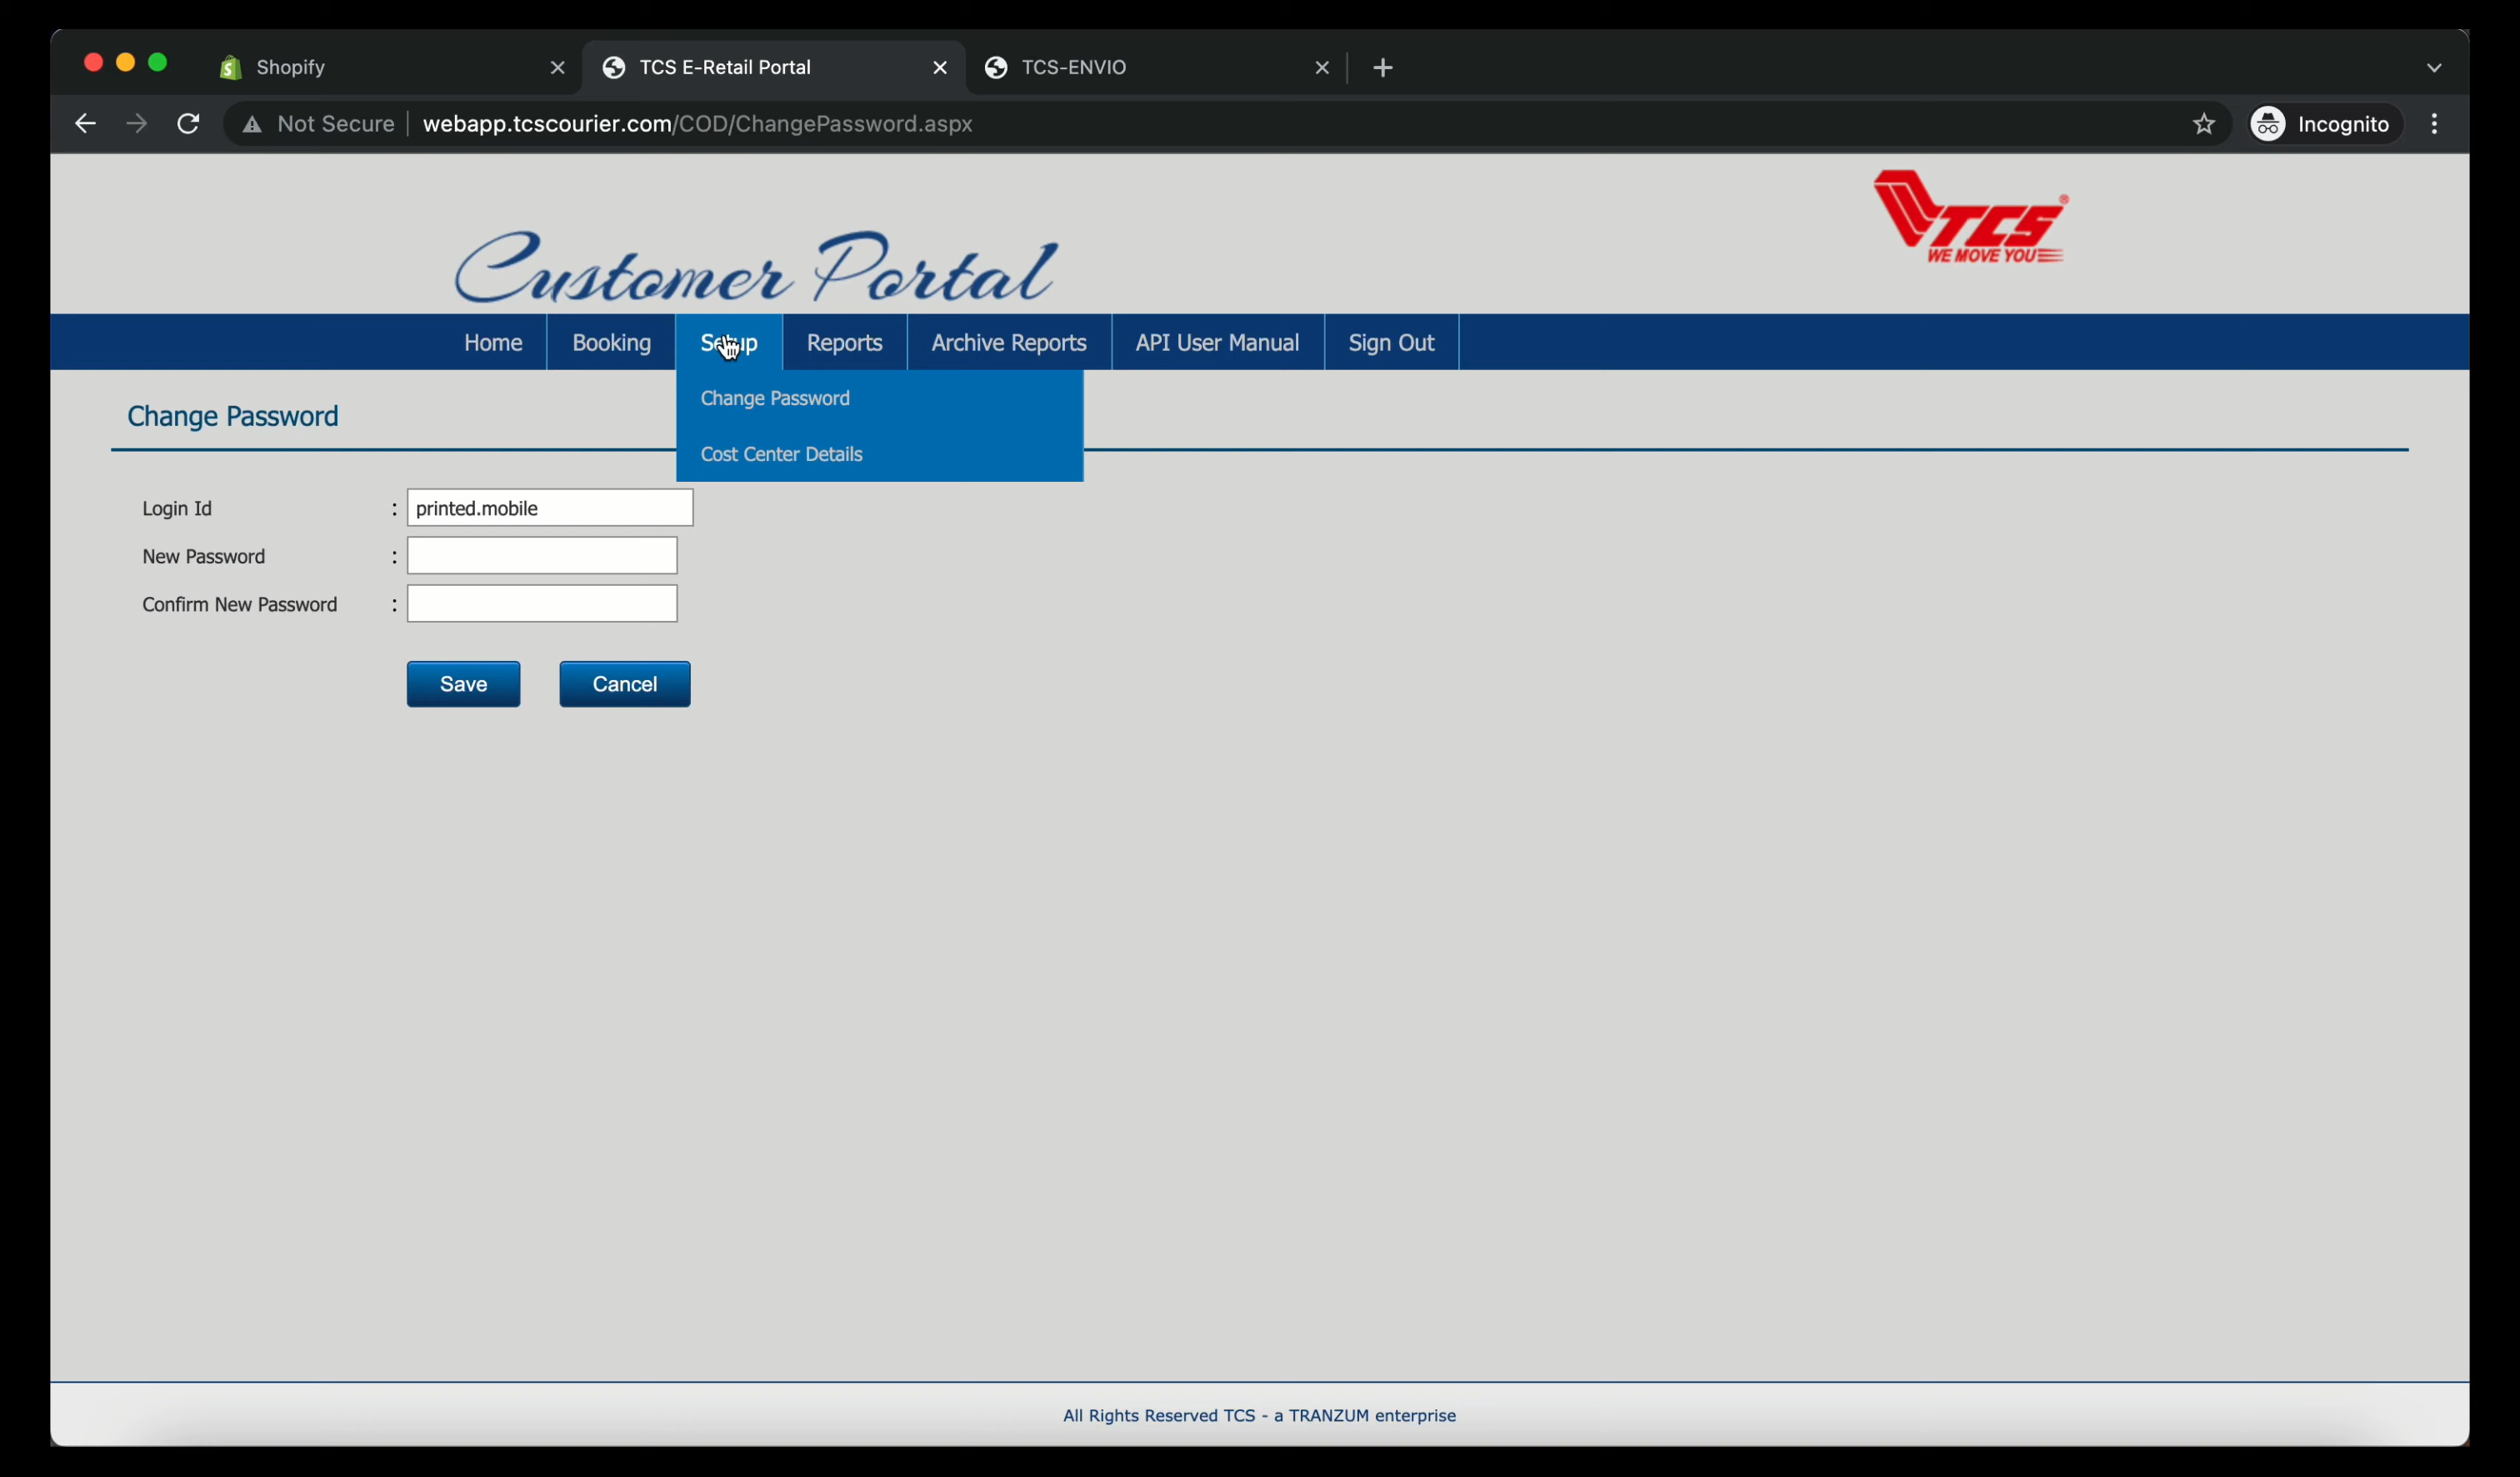 Shopify
TCS E-Retail Portal
TCS-ENVIO
Not Secure
webapp.tcscourier.com/COD/ChangePassword.aspx
Incognito
Customer Portal
TCS®
WE MOVE YOU
Home
Booking
Setup
Reports
Archive Reports
API User Manual
Sign Out
Change Password
Cost Center Details
Change Password
Login Id : printed.mobile
New Password :
Confirm New Password :
Save
Cancel
All Rights Reserved TCS - a TRANZUM enterprise